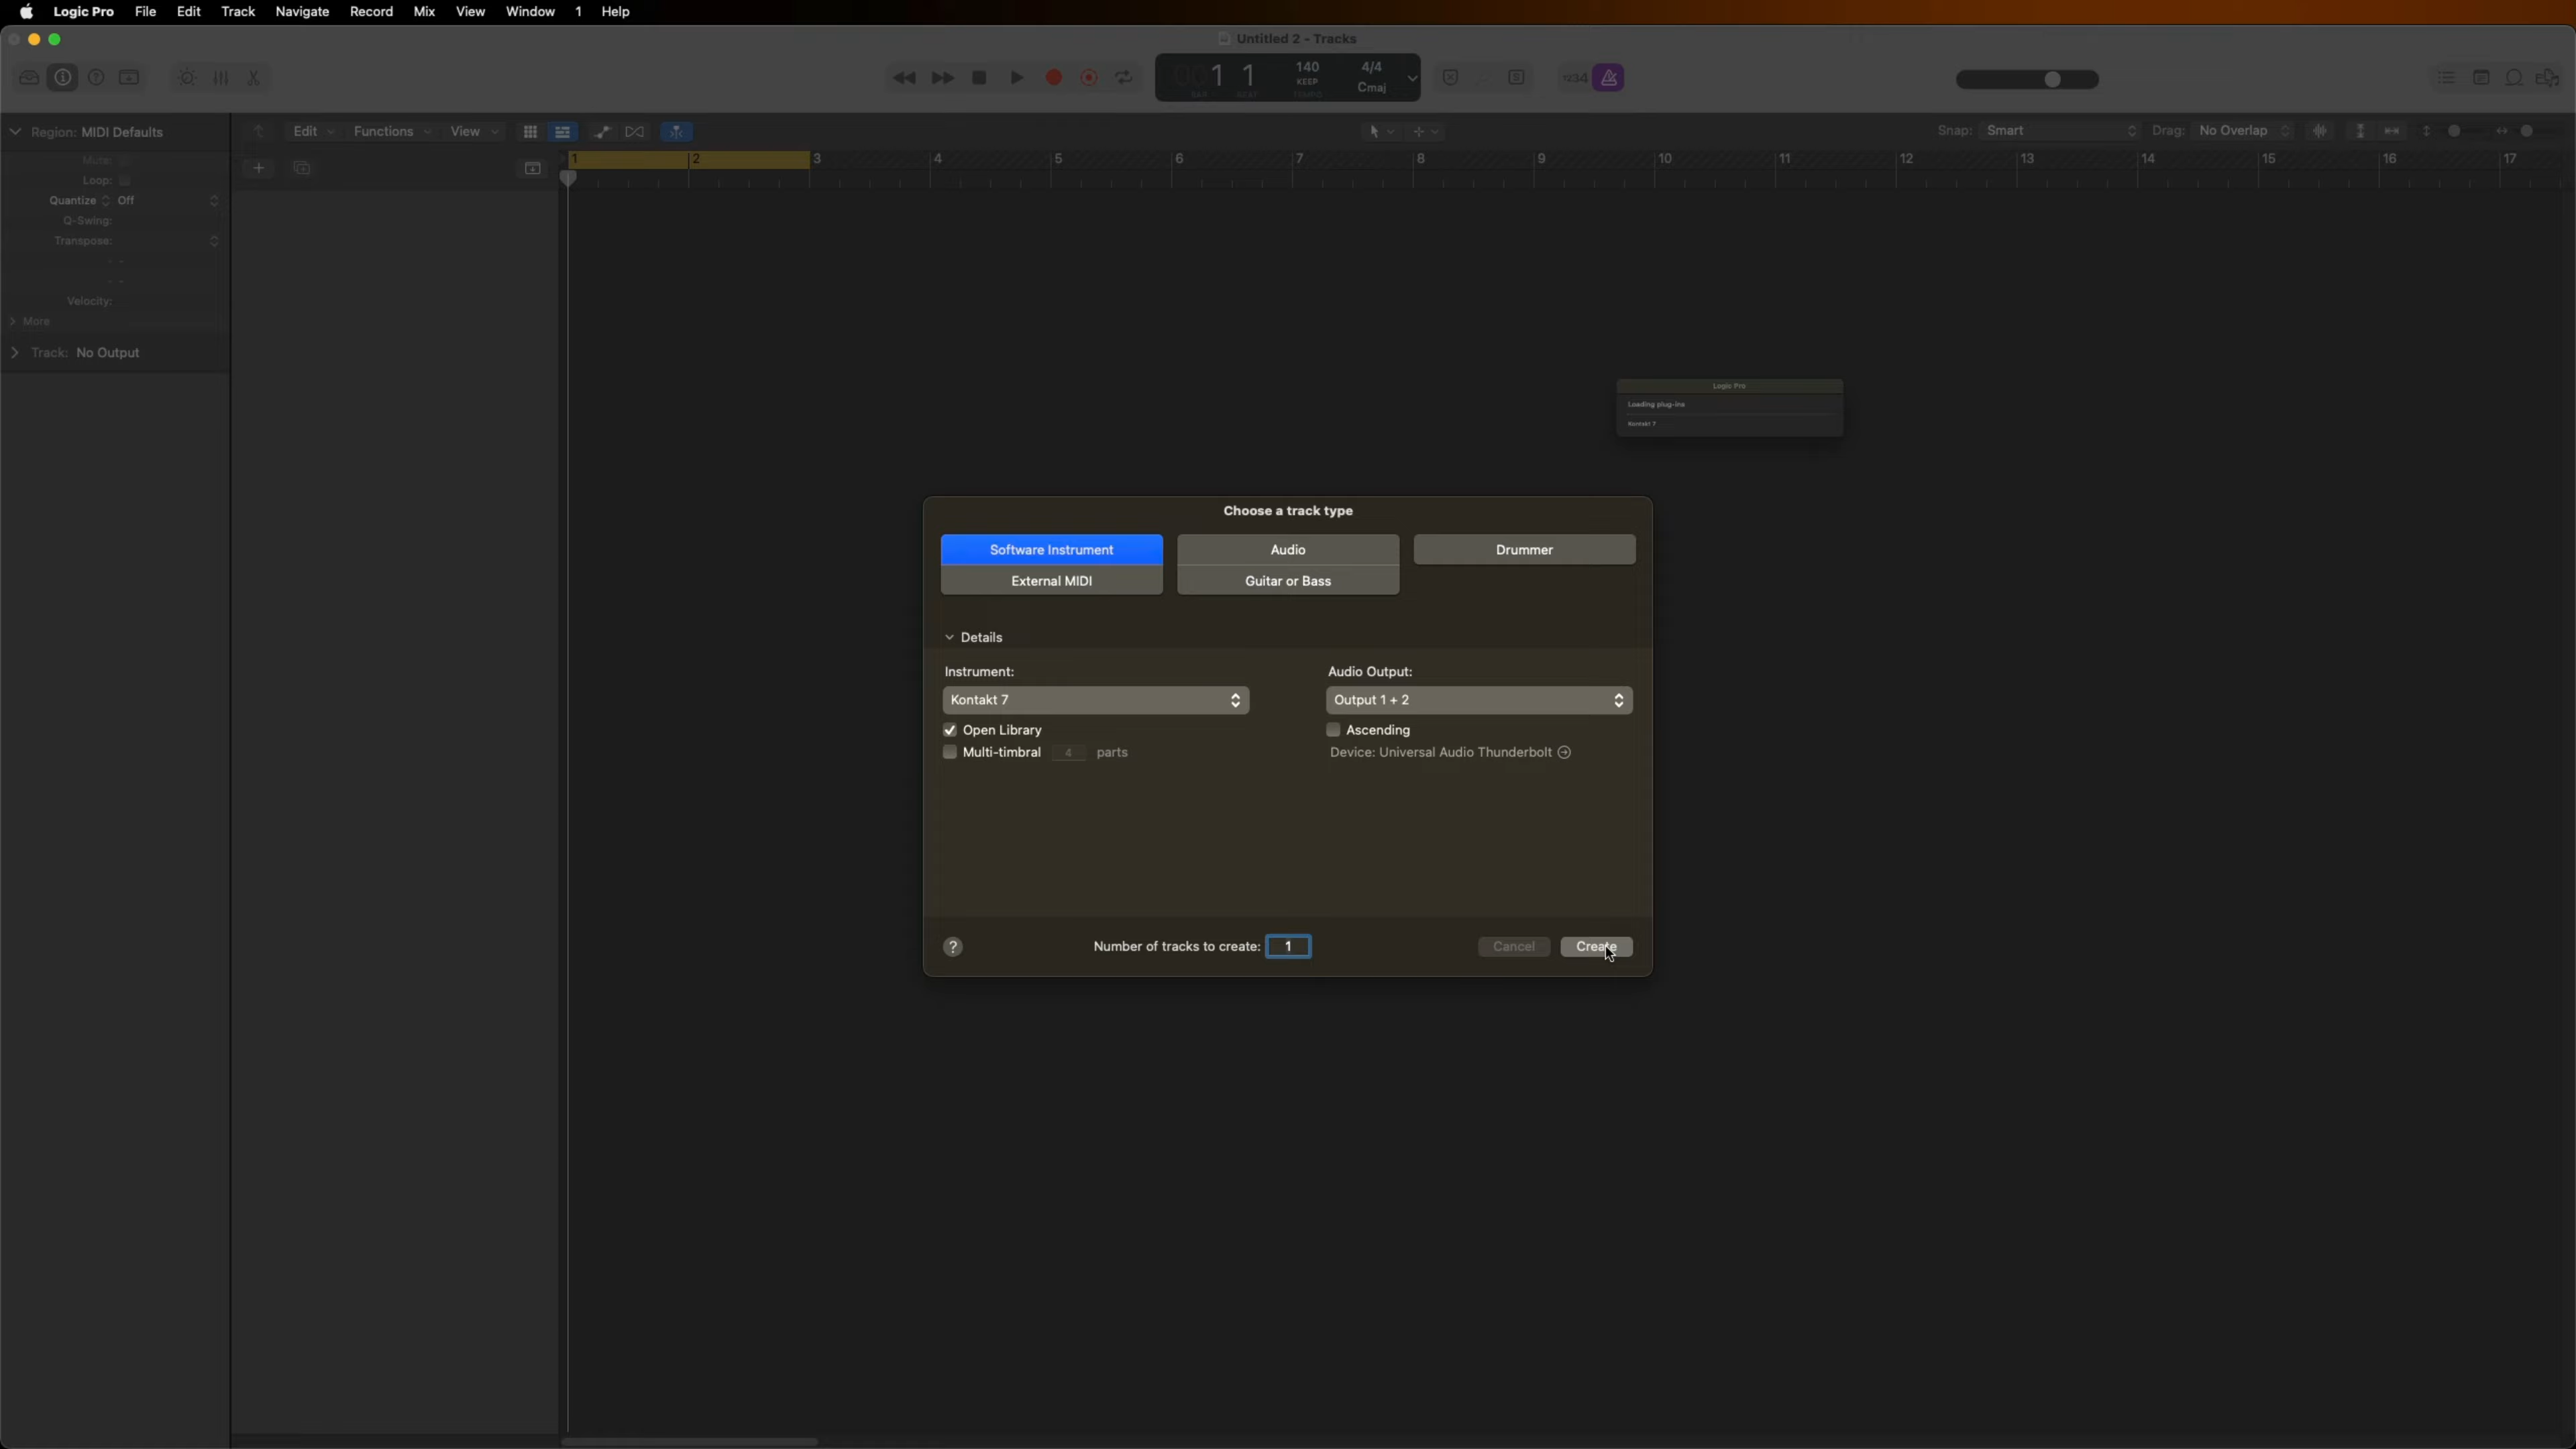 Logic Pro File Edit Track Navigate Record Mix View Window 1 Help
Untitled 2 - Tracks
1 1 140 4/4
KEEP Cmaj
BAR BEAT TEMPO
S
1234
Region: MIDI Defaults
Mute:
Loop:
Quantize Off
Q-Swing:
Transpose:
Velocity:
More
Track: No Output
Edit Functions View
Snap: Smart Drag: No Overlap
1 2 3 4 5 6 7 8 9 10 11 12 13 14 15 16 17
Logic Pro
Loading plug-ins
Kontakt 7
Choose a track type
Software Instrument Audio Drummer
External MIDI Guitar or Bass
Details
Instrument: Audio Output:
Kontakt 7 Output 1 + 2
Open Library Ascending
Multi-timbral 4 parts Device: Universal Audio Thunderbolt
? Number of tracks to create: 1 Cancel Create